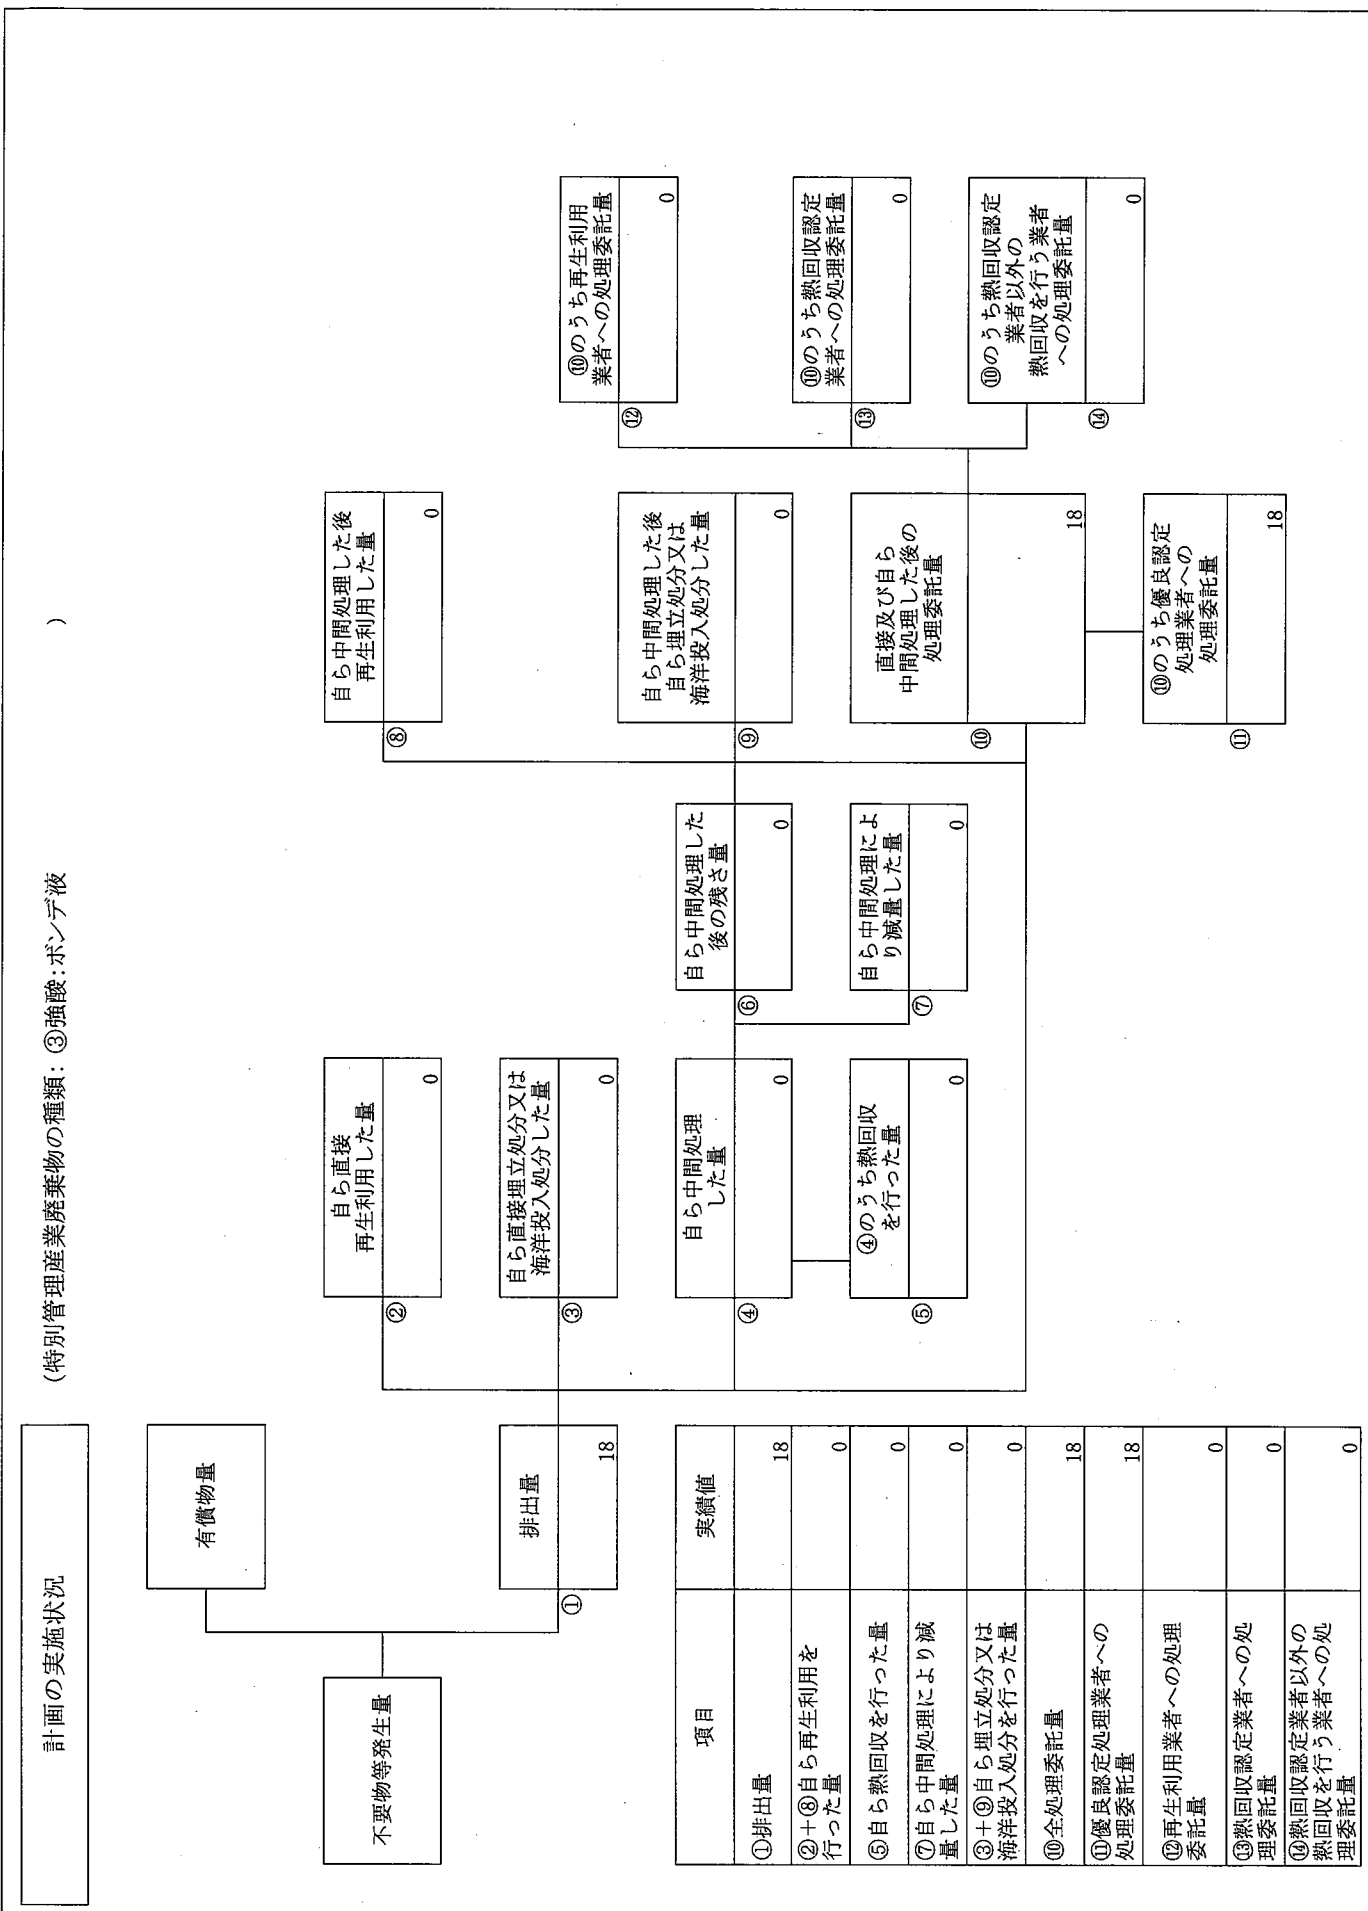 計画の実施状況
(特別管理産業廃棄物の種類: ③強酸:ボンデ液 )
不要物等発生量
有償物量
①
排出量
18
②
自ら直接
再生利用した量
0
③
自ら直接埋立処分又は
海洋投入処分した量
0
④
自ら中間処理
した量
0
⑤
④のうち熱回収
を行った量
0
⑥
自ら中間処理した
後の残さ量
0
⑦
自ら中間処理によ
り減量した量
0
⑧
自ら中間処理した後
再生利用した量
0
⑨
自ら中間処理した後
自ら埋立処分又は
海洋投入処分した量
0
⑩
直接及び自ら
中間処理した後の
処理委託量
18
⑪
⑩のうち優良認定
処理業者への
処理委託量
18
⑫
⑩のうち再生利用
業者への処理委託量
0
⑬
⑩のうち熱回収認定
業者への処理委託量
0
⑭
⑩のうち熱回収認定
業者以外の
熱回収を行う業者
への処理委託量
0
項目 実績値
①排出量 18
②+⑧自ら再生利用を
行った量 0
⑤自ら熱回収を行った量 0
⑦自ら中間処理により減
量した量 0
③+⑨自ら埋立処分又は
海洋投入処分を行った量 0
⑩全処理委託量 18
⑪優良認定処理業者への
処理委託量 18
⑫再生利用業者への処理
委託量 0
⑬熱回収認定業者への処
理委託量 0
⑭熱回収認定業者以外の
熱回収を行う業者への処
理委託量 0